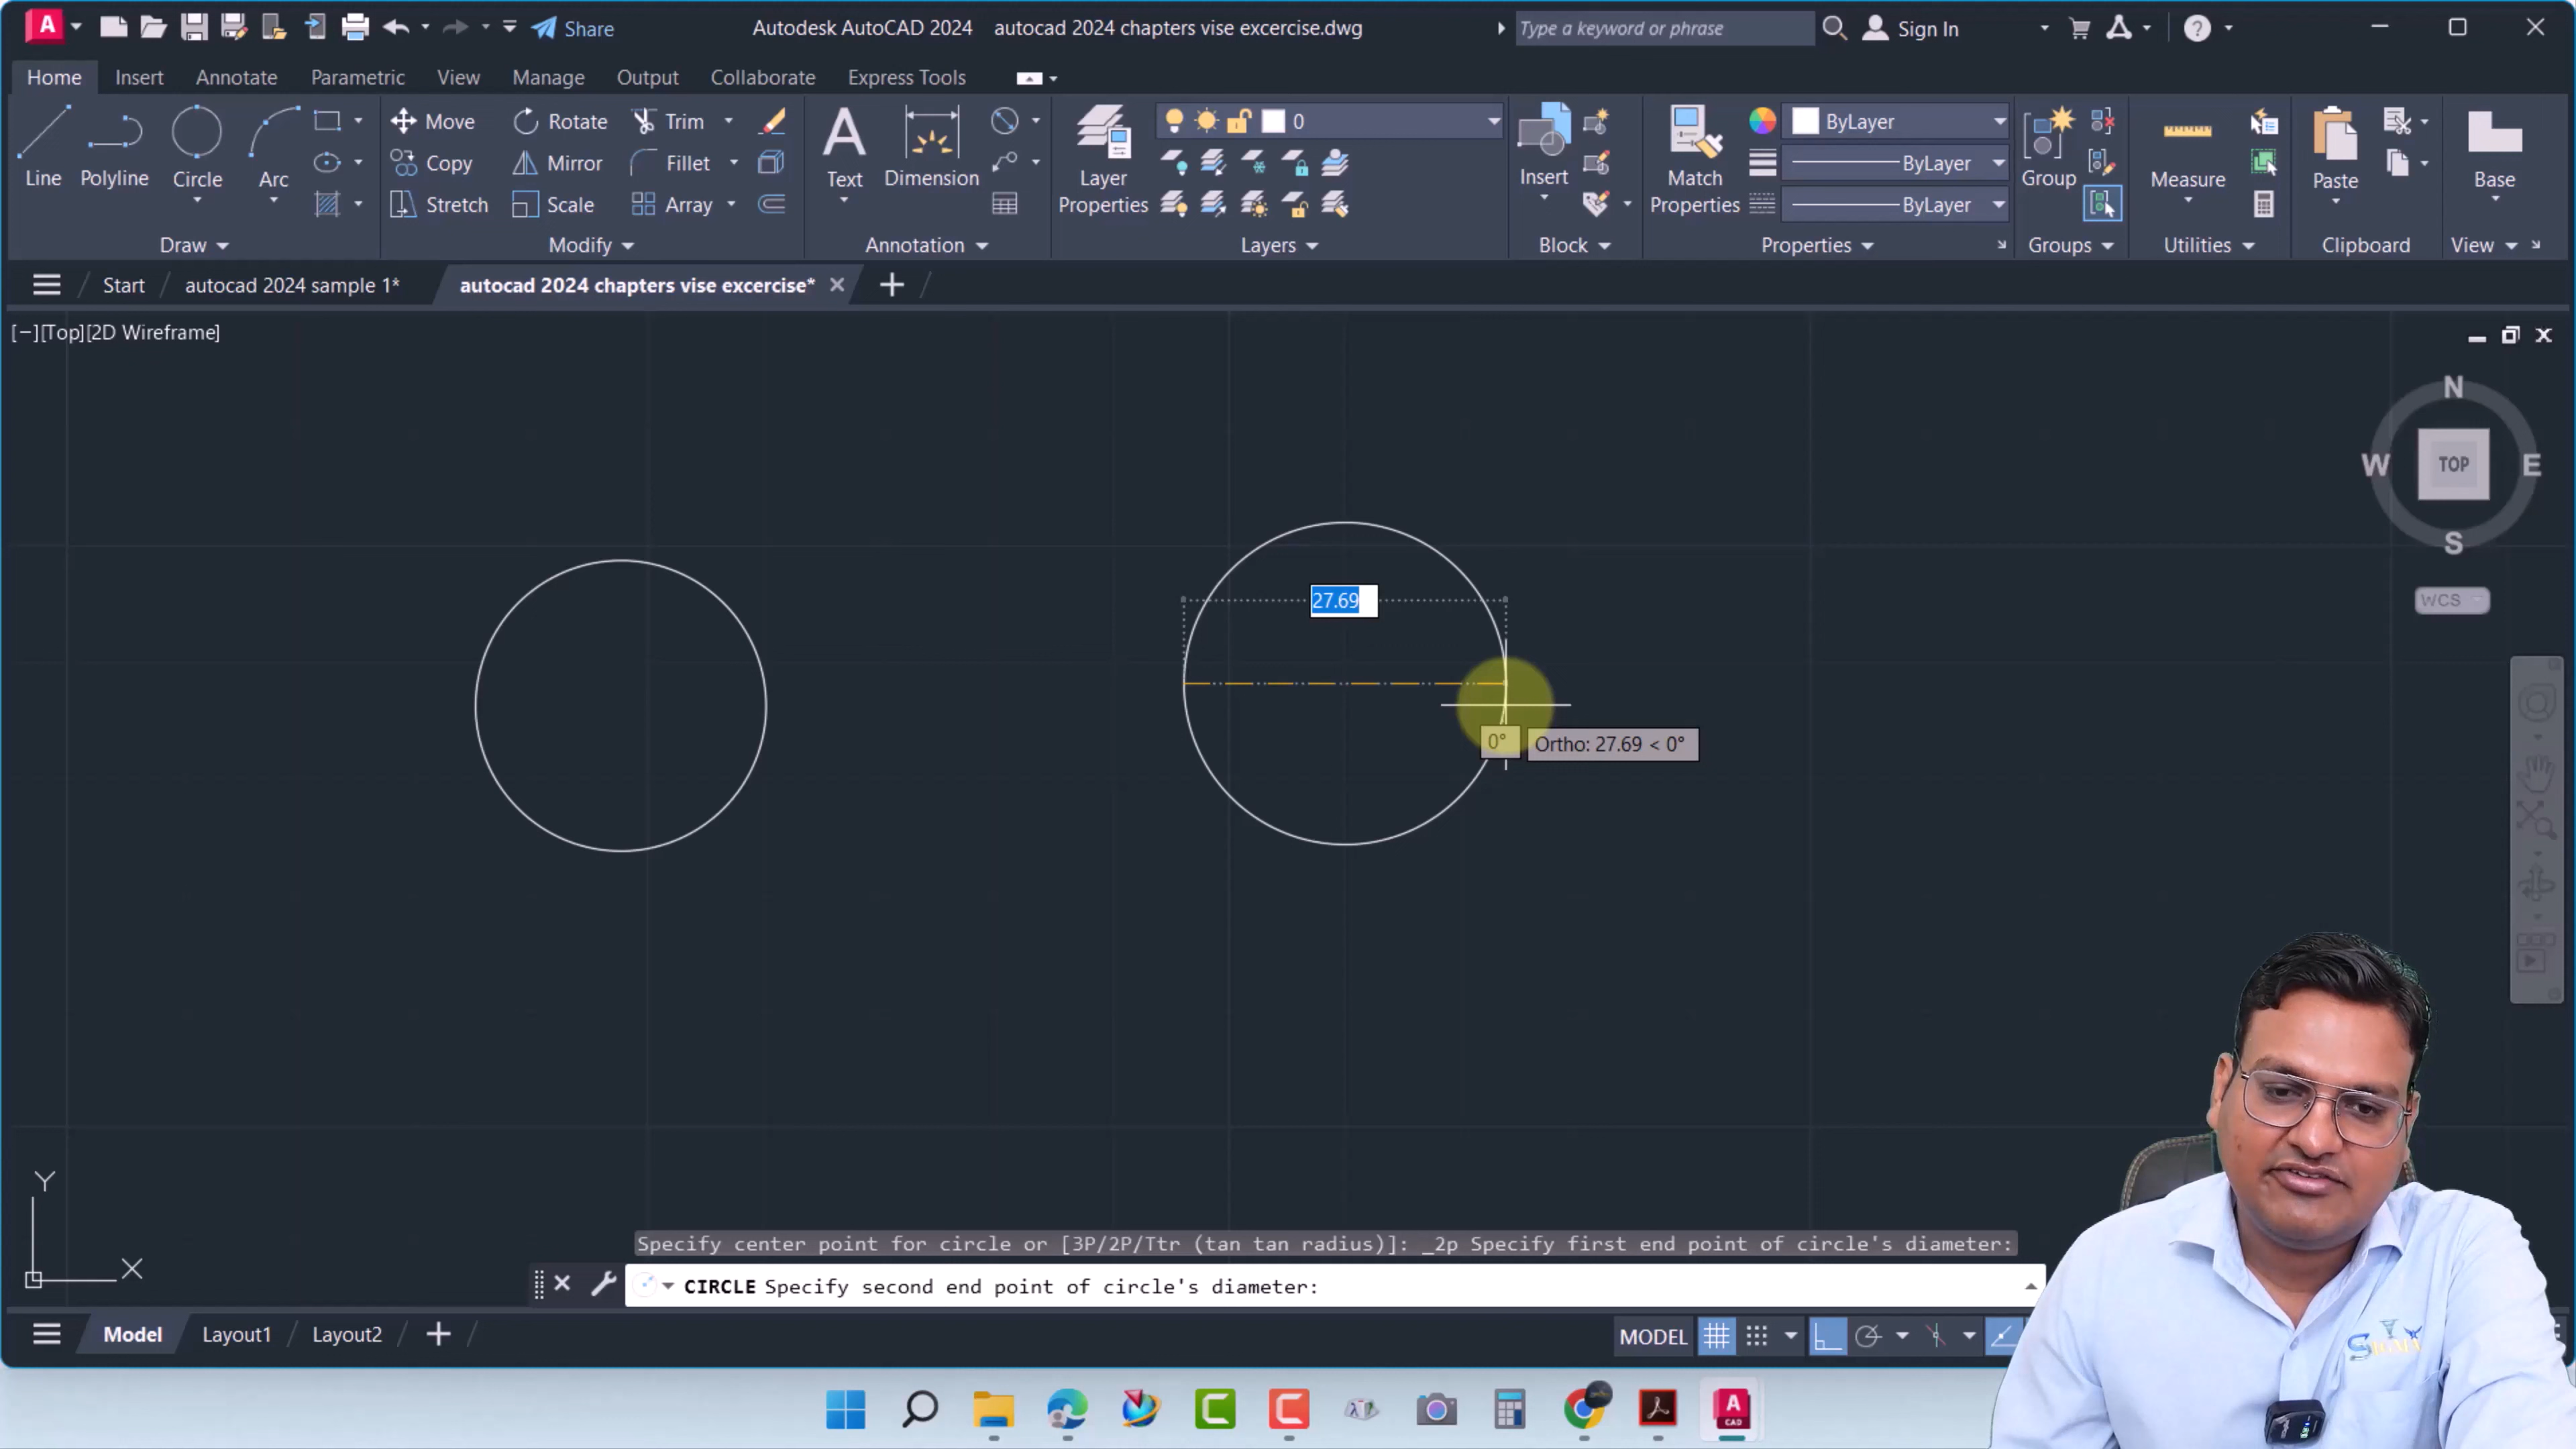 A
Share
Autodesk AutoCAD 2024 autocad 2024 chapters vise excercise.dwg
Type a keyword or phrase
Sign In
?
Home Insert Annotate Parametric View Manage Output Collaborate Express Tools
Line Polyline Circle Arc
Move Rotate Trim
Copy Mirror Fillet
Stretch Scale Array
A
Text Dimension
Layer Properties
0
Insert
Match Properties
ByLayer
ByLayer
ByLayer
Group
Measure
Paste
Base
Draw Modify Annotation Layers Block Properties Groups Utilities Clipboard View
Start autocad 2024 sample 1* autocad 2024 chapters vise excercise*
[−][Top][2D Wireframe]
N
W TOP E
S
WCS
27.69
0° Ortho: 27.69 < 0°
Y
X
Specify center point for circle or [3P/2P/Ttr (tan tan radius)]: _2p Specify first end point of circle's diameter:
CIRCLE Specify second end point of circle's diameter:
Model Layout1 Layout2
MODEL
A
CAD